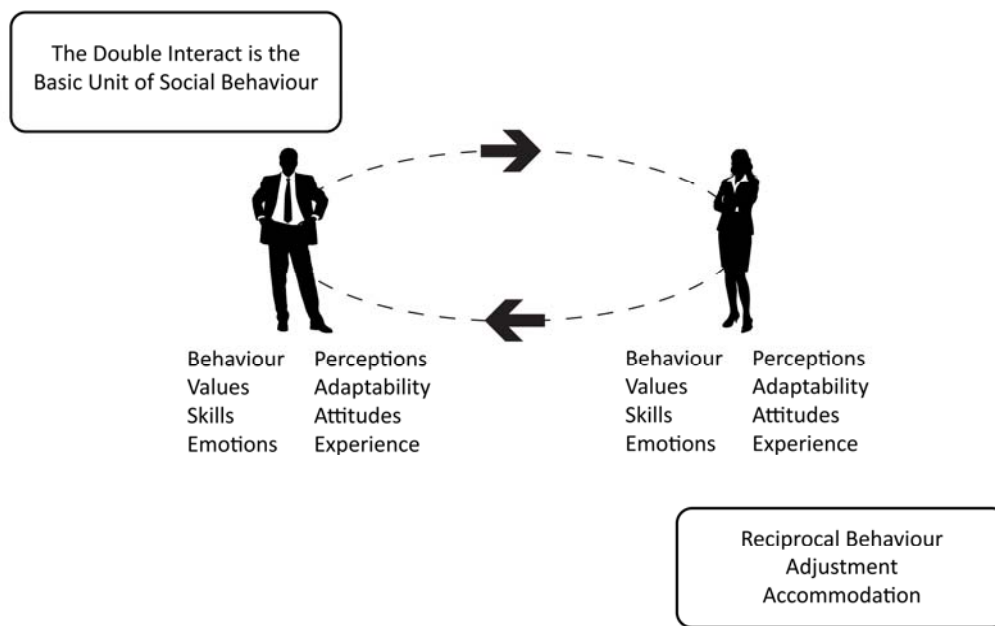 The Double Interact is the
Basic Unit of Social Behaviour
Behaviour Perceptions
Values Adaptability
Skills Attitudes
Emotions Experience
Behaviour Perceptions
Values Adaptability
Skills Attitudes
Emotions Experience
Reciprocal Behaviour
Adjustment
Accommodation